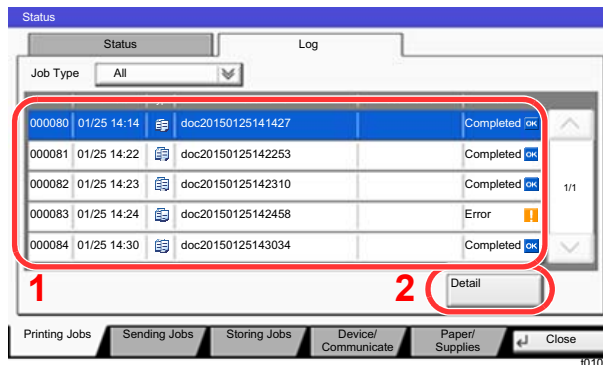 Status
Status Log
Job Type All
000080 01/25 14:14 doc20150125141427 Completed OK
000081 01/25 14:22 doc20150125142253 Completed OK
000082 01/25 14:23 doc20150125142310 Completed OK
000083 01/25 14:24 doc20150125142458 Error !
000084 01/25 14:30 doc20150125143034 Completed OK
1/1
1 2 Detail
Printing Jobs Sending Jobs Storing Jobs Device/ Paper/ Close
Communicate Supplies
f010